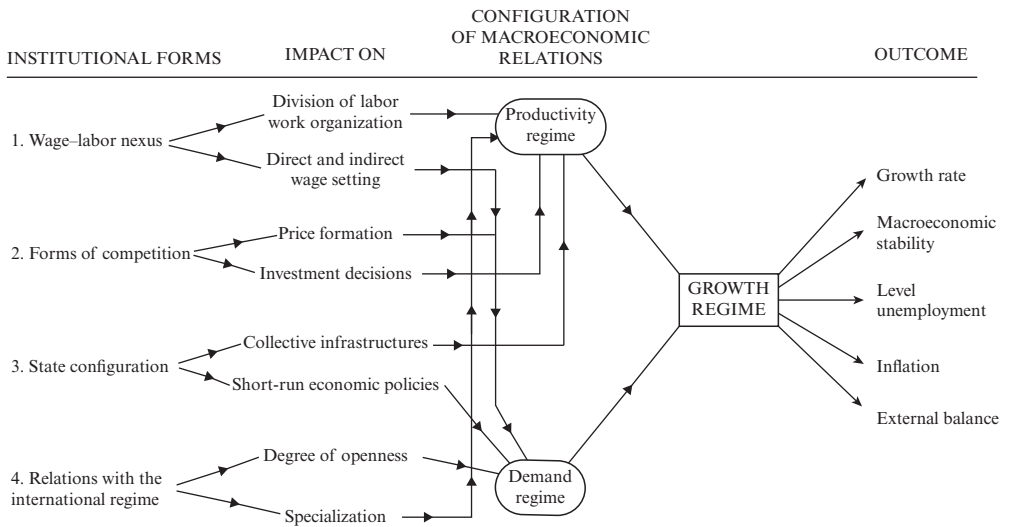 CONFIGURATION
OF MACROECONOMIC
INSTITUTIONAL FORMS IMPACT ON RELATIONS OUTCOME
Division of labor
work organization
Productivity
regime
1. Wage–labor nexus
Direct and indirect
wage setting
Growth rate
Price formation
Macroeconomic
stability
2. Forms of competition
Investment decisions
GROWTH
REGIME
Level
unemployment
Collective infrastructures
3. State configuration
Short-run economic policies
Inflation
External balance
Degree of openness
4. Relations with the
international regime
Demand
regime
Specialization